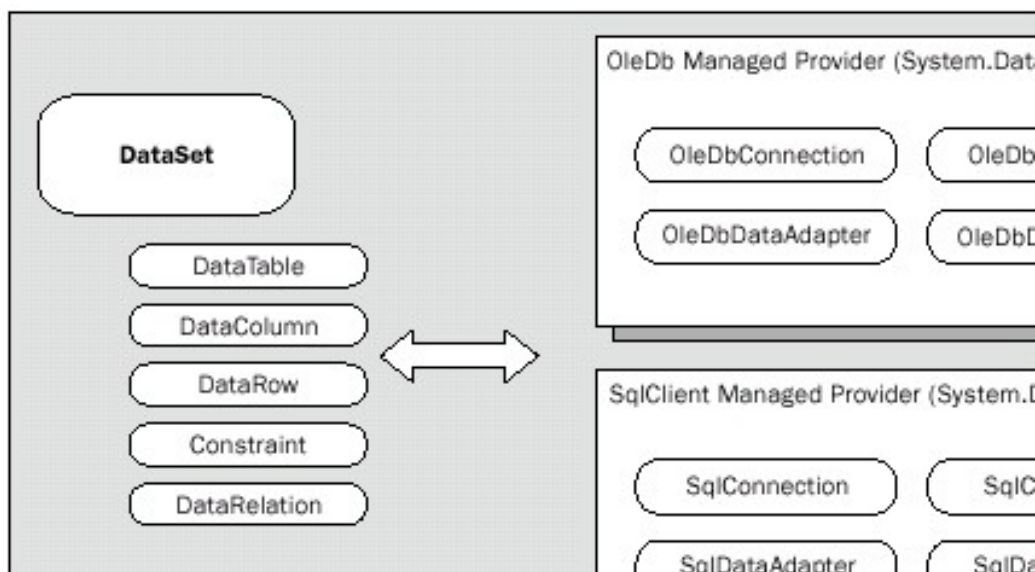 OleDb Managed Provider (System.Dat
DataSet
OleDbConnection
OleDb
OleDbDataAdapter
OleDbD
DataTable
DataColumn
DataRow
Constraint
DataRelation
SqlClient Managed Provider (System.D
SqlConnection
SqlC
SqlDataAdapter
SqlDa